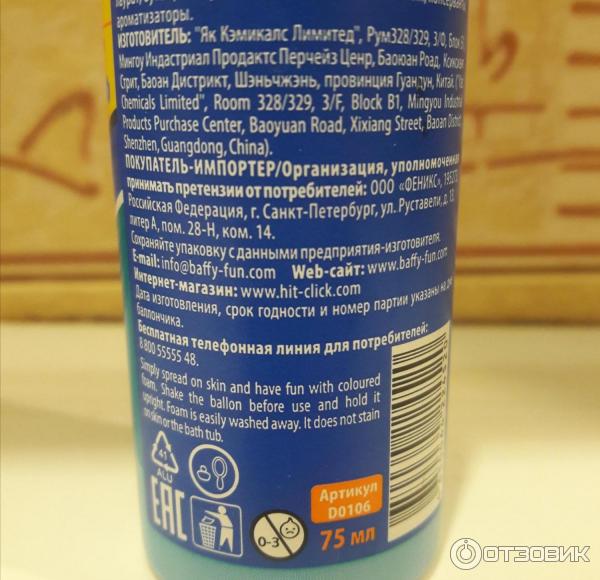 ароматизаторы.
ИЗГОТОВИТЕЛЬ: "Як Кэмикалс Лимитед", Рум328/329, 3/О, Блок
Мингоу Индастриал Продактс Перчейз Ценр, Баоюан Роад,
Стрит, Баоан Дистрикт, Шэньчжэнь, провинция Гуандун, Китай.
Chemicals Limited", Room 328/329, 3/F, Block B1, Mingyou Industrial
Products Purchase Center, Baoyuan Road, Xixiang Street, Baoan District,
Shenzhen, Guangdong, China).
ПОКУПАТЕЛЬ-ИМПОРТЕР/Организация, уполномоченная
принимать претензии от потребителей: ООО "ФЕНИКС",
Российская Федерация, г. Санкт-Петербург, ул. Руставели, д. 13,
литер А, пом. 28-Н, ком. 14.
Сохраняйте упаковку с данными предприятия-изготовителя.
E-mail: info@baffy-fun.com Web-сайт: www.baffy-fun.com
Интернет-магазин: www.hit-click.com
Дата изготовления, срок годности и номер партии указаны на дне
баллончика.
Бесплатная телефонная линия для потребителей:
8 800 55555 48.
Simply spread on skin and have fun with coloured
foam. Shake the ballon before use and hold it
upright. Foam is easily washed away. It does not stain
on skin or the bath tub.
41
ALU
EAC
0-3
Артикул
D0106
75 мл
ОТЗОВИК